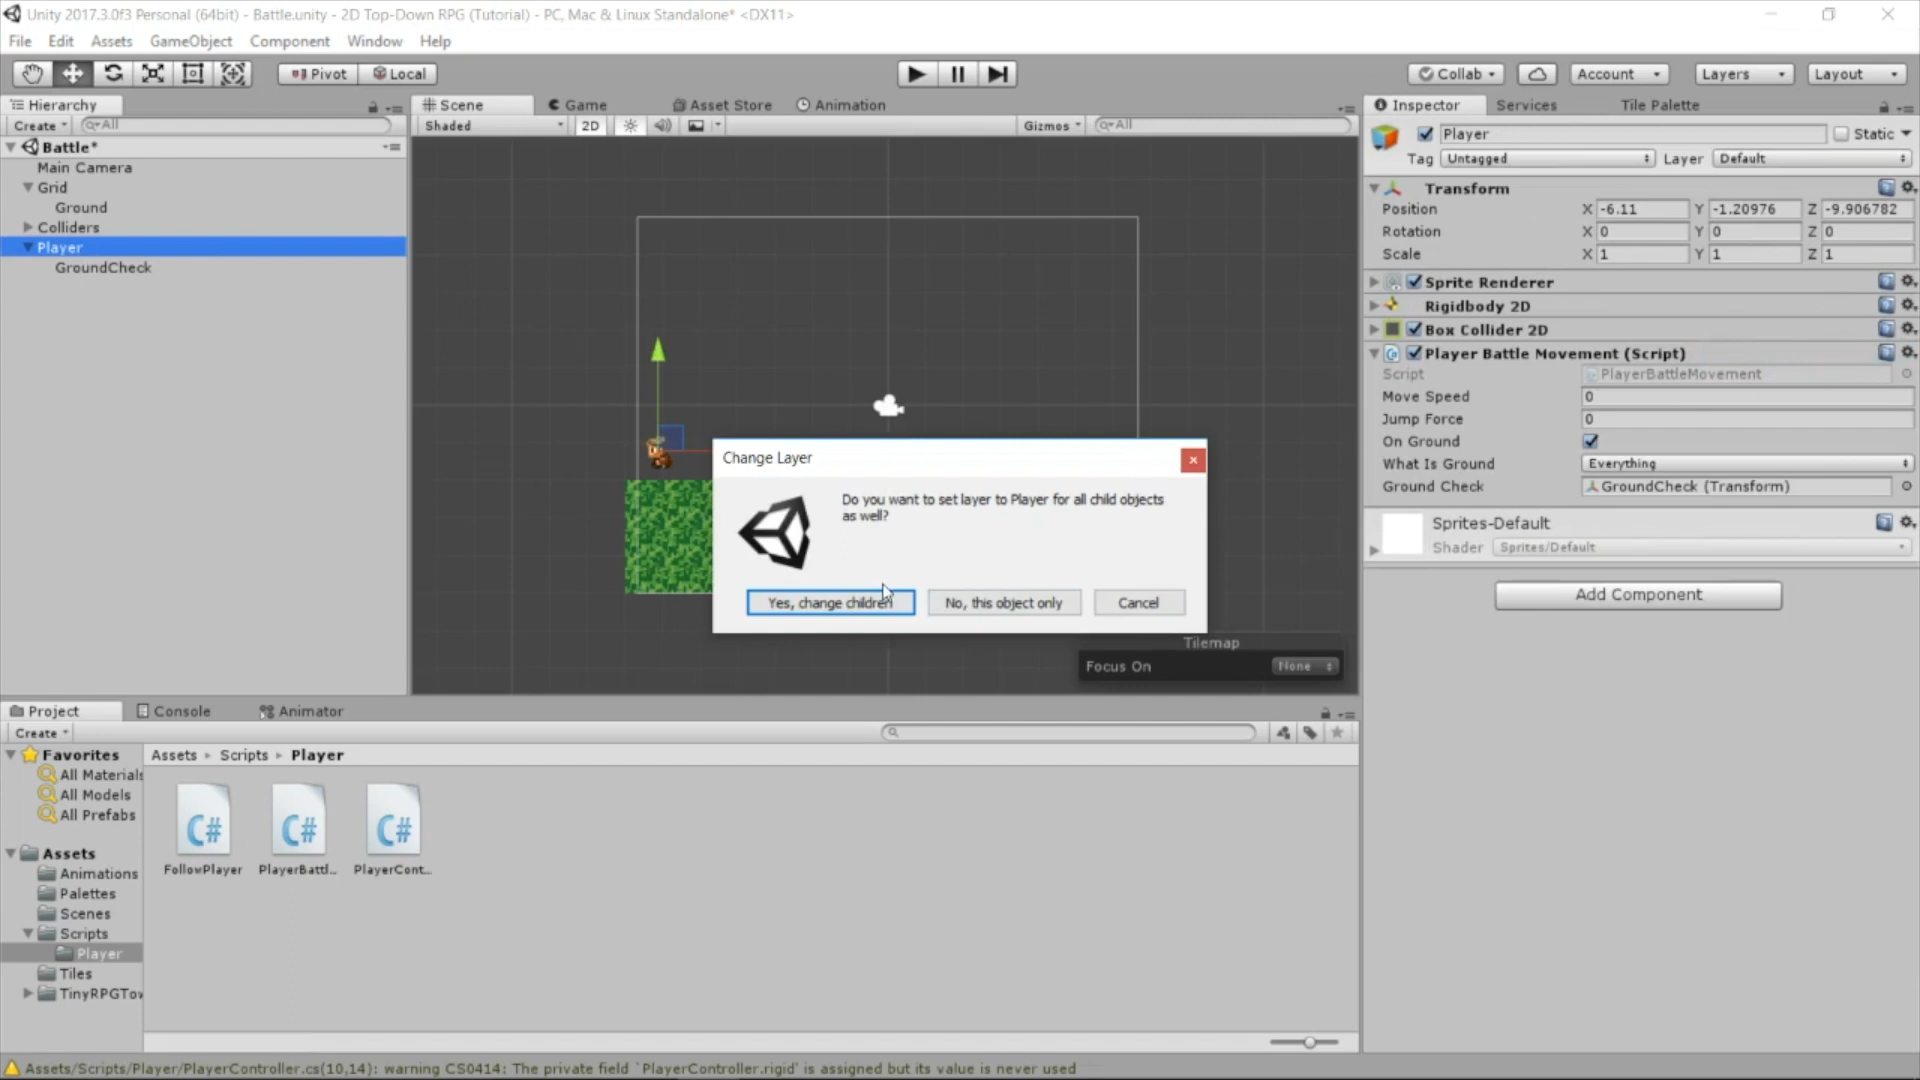 Unity 2017.3.0f3 Personal (64bit) - Battle.unity - 2D Top-Down RPG (Tutorial) - PC, Mac & Linux Standalone* <DX11>
File Edit Assets GameObject Component Window Help
Pivot Local Collab Account Layers Layout
Hierarchy
Create All
Battle*
Main Camera
Grid
Ground
Colliders
Player
GroundCheck
Scene Game Asset Store Animation
Shaded 2D Gizmos All
Change Layer
Do you want to set layer to Player for all child objects
as well?
Yes, change children No, this object only Cancel
Tilemap
Focus On None
Inspector Services Tile Palette
Player Static
Tag Untagged Layer Default
Transform
Position X -6.11 Y -1.20976 Z -9.906782
Rotation X 0 Y 0 Z 0
Scale X 1 Y 1 Z 1
Sprite Renderer
Rigidbody 2D
Box Collider 2D
Player Battle Movement (Script)
Script PlayerBattleMovement
Move Speed 0
Jump Force 0
On Ground
What Is Ground Everything
Ground Check GroundCheck (Transform)
Sprites-Default
Shader Sprites/Default
Add Component
Project Console Animator
Create
Favorites
All Materials
All Models
All Prefabs
Assets
Animations
Palettes
Scenes
Scripts
Player
Tiles
TinyRPGTov
Assets Scripts Player
C# C# C#
FollowPlayer PlayerBattl... PlayerCont...
Assets/Scripts/Player/PlayerController.cs(10,14): warning CS0414: The private field `PlayerController.rigid' is assigned but its value is never used